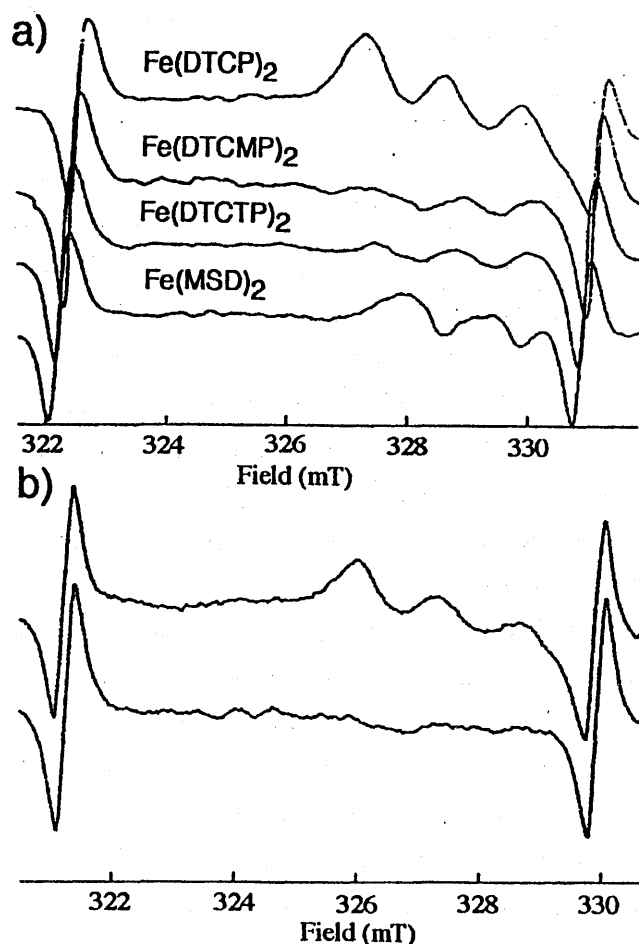 a)
Fe(DTCP)2
Fe(DTCMP)2
Fe(DTCTP)2
Fe(MSD)2
322 324 326 328 330
Field (mT)
b)
322 324 326 328 330
Field (mT)